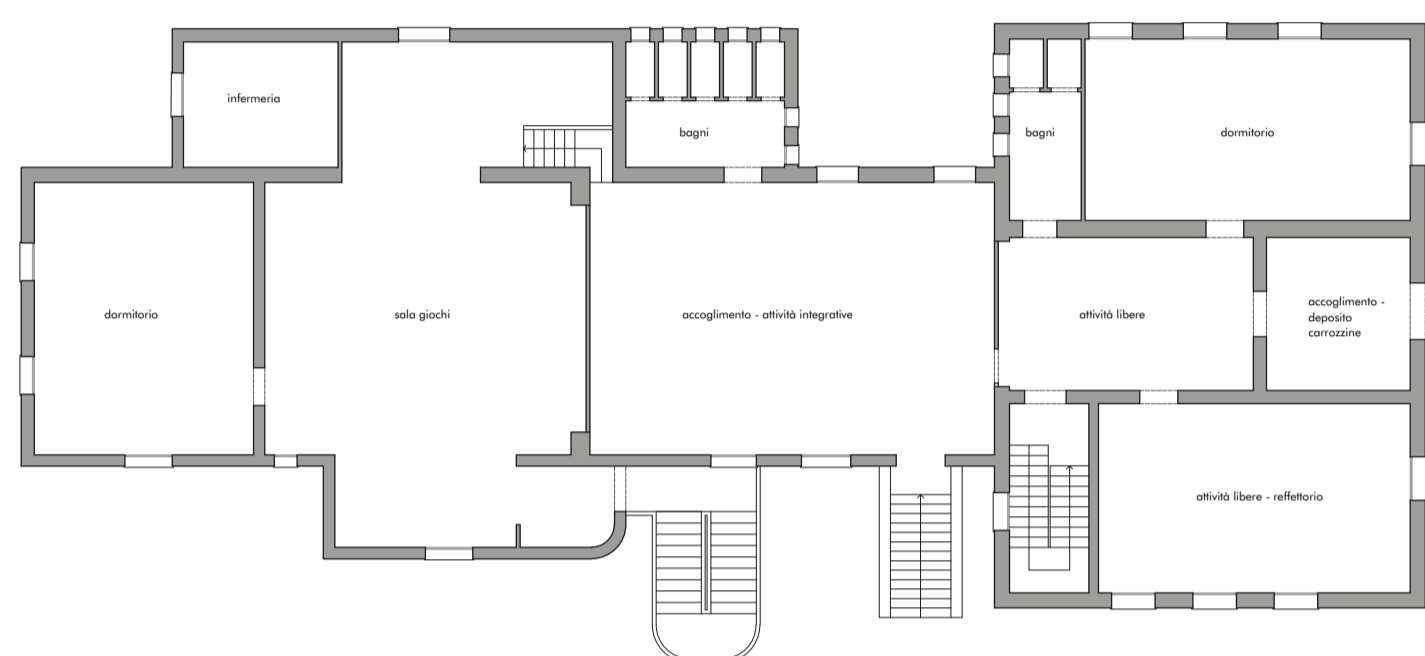 infermeria
bagni
bagni
dormitorio
dormitorio
sala giochi
accoglimento - attività integrative
attività libere
accoglimento -
deposito
carrozzine
attività libere - reffettorio